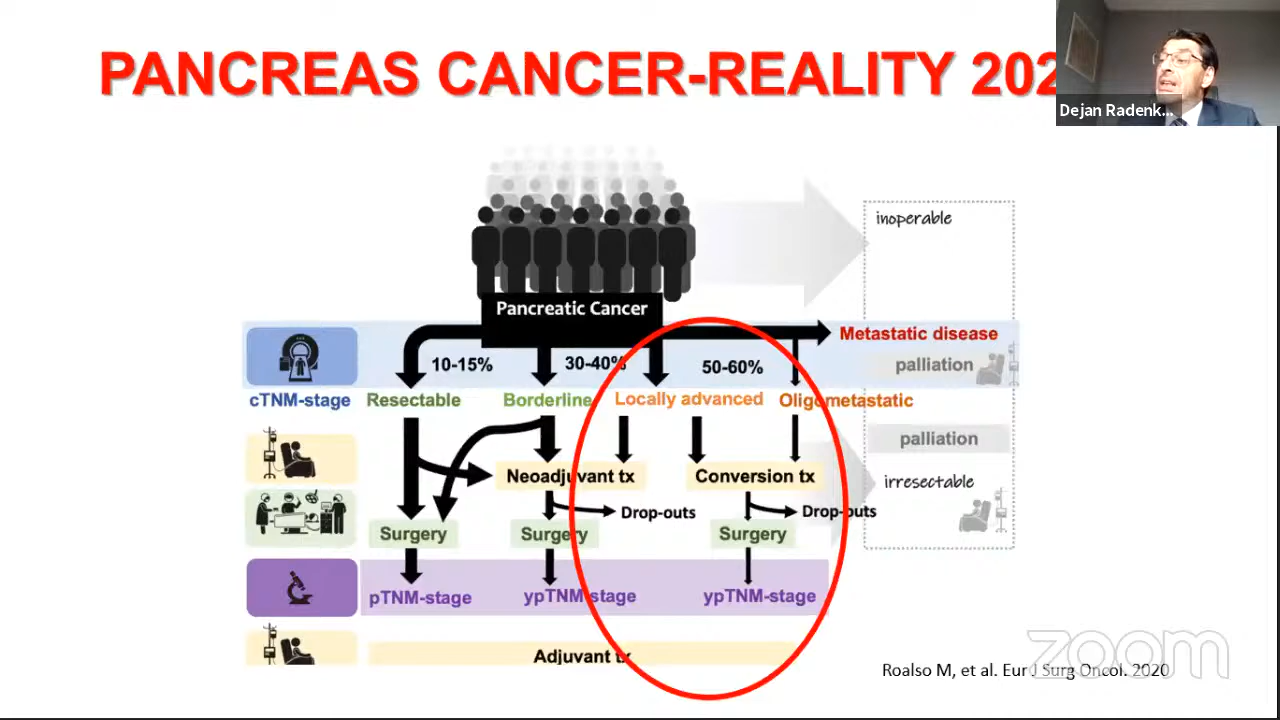 PANCREAS CANCER-REALITY 202
Dejan Radenk...
inoperable
Pancreatic Cancer
Metastatic disease
10-15%
30-40%
50-60%
palliation
cTNM-stage
Resectable
Borderline
Locally advanced
Oligometastatic
palliation
Neoadjuvant tx
Conversion tx
irresectable
Drop-outs
Drop-outs
Surgery
Surgery
Surgery
pTNM-stage
ypTNM-stage
ypTNM-stage
Adjuvant tx
zoom
Roalso M, et al. Eur J Surg Oncol. 2020